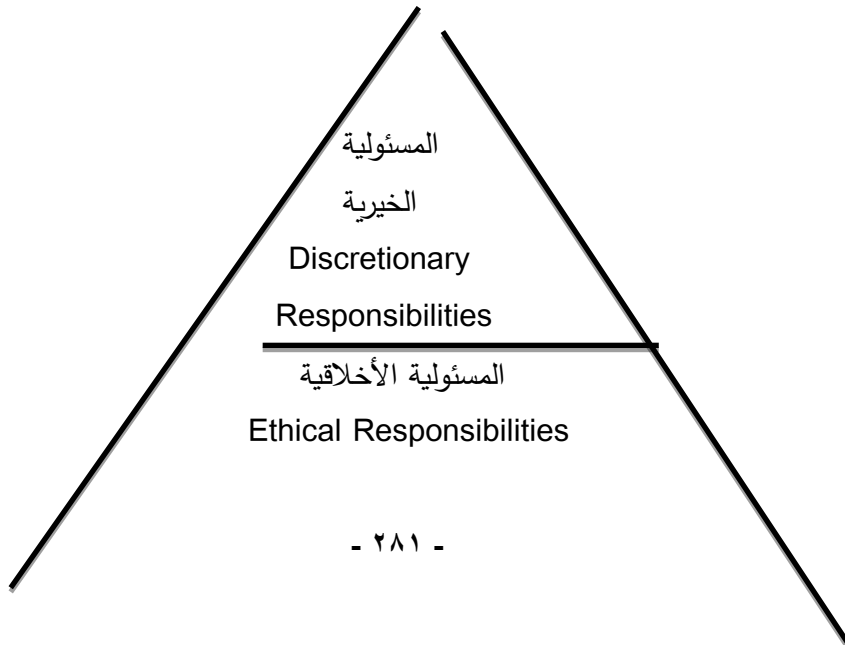 المسئولية
الخيرية
Discretionary
Responsibilities
المسئولية الأخلاقية
Ethical Responsibilities
- ٢٨١ -